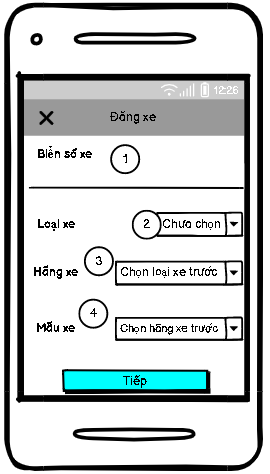 12:26
Đăng xe
Biển số xe
1
Loại xe
2
Chưa chọn
Hãng xe
3
Chọn loại xe trước
Mẫu xe
4
Chọn hãng xe trước
Tiếp